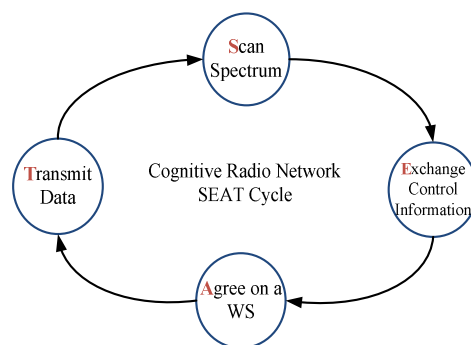 Scan
Spectrum
Exchange
Control
Information
Agree on a
WS
Transmit
Data
Cognitive Radio Network
SEAT Cycle